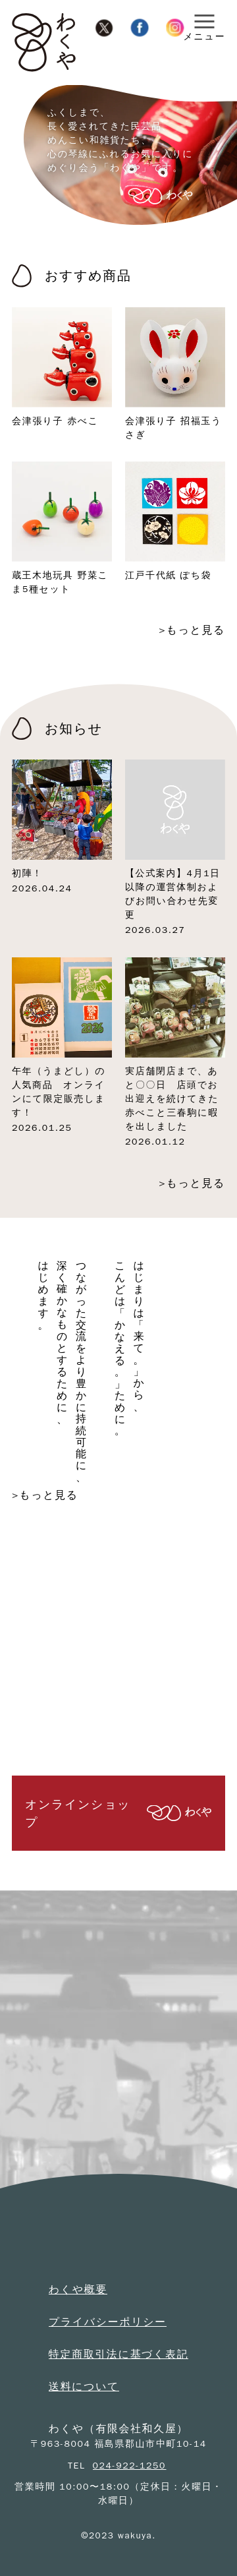 わくや
メニュー
ふくしまで、
長く愛されてきた民芸品
めんこい和雑貨たち、
心の琴線にふれるお気に入りに
めぐり会う「わくや」です。
わくや
おすすめ商品
会津張り子 赤べこ
会津張り子 招福玉う
さぎ
蔵王木地玩具 野菜こ
ま5種セット
江戸千代紙 ぽち袋
>もっと見る
お知らせ
わくや
初陣！
2026.04.24
【公式案内】4月1日
以降の運営体制およ
びお問い合わせ先変
更
2026.03.27
午年（うまどし）の
人気商品　オンライ
ンにて限定販売しま
す！
2026.01.25
実店舗閉店まで、あ
と〇〇日　店頭でお
出迎えを続けてきた
赤べこと三春駒に暇
を出しました
2026.01.12
>もっと見る
はじまりは「来て。」から、
こんどは「かなえる。」ために。
つながった交流をより豊かに持続可能に、
深く確かなものとするために、
はじめます。
>もっと見る
オンラインショッ
プ
わくや
久屋
わくや概要
プライバシーポリシー
特定商取引法に基づく表記
送料について
わくや（有限会社和久屋）
〒963-8004 福島県郡山市中町10-14
TEL 024-922-1250
営業時間 10:00〜18:00（定休日：火曜日・
水曜日）
©2023 wakuya.